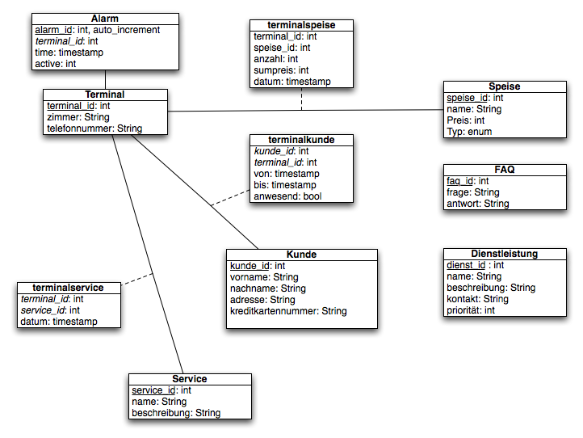 Alarm
alarm_id: int, auto_increment
terminal_id: int
time: timestamp
active: int
terminalspeise
terminal_id: int
speise_id: int
anzahl: int
sumpreis: int
datum: timestamp
Terminal
terminal_id: int
zimmer: String
telefonnummer: String
Speise
speise_id: int
name: String
Preis: int
Typ: enum
terminalkunde
kunde_id: int
terminal_id: int
von: timestamp
bis: timestamp
anwesend: bool
FAQ
faq_id: int
frage: String
antwort: String
Kunde
kunde_id: int
vorname: String
nachname: String
adresse: String
kreditkartennummer: String
Dienstleistung
dienst_id : int
name: String
beschreibung: String
kontakt: String
priorität: int
terminalservice
terminal_id: int
service_id: int
datum: timestamp
Service
service_id: int
name: String
beschreibung: String